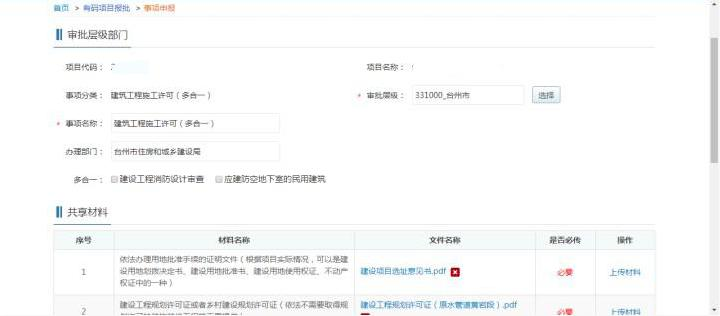 首页 > 有码项目报批 > 事项申报
审批层级部门
项目代码： 项目名称：
事项分类： 建筑工程施工许可（多合一） * 审批层级： 331000_台州市 选择
* 事项名称： 建筑工程施工许可（多合一）
办理部门： 台州市住房和城乡建设局
多合一： 建设工程消防设计审查 应建防空地下室的民用建筑
共享材料
序号 材料名称 文件名称 是否必传 操作
依法办理用地批准手续的证明文件（根据项目实际情况，可以是建
1 设用地划拨决定书、建设用地批准书、建设用地使用权证、不动产 建设项目选址意见书.pdf 必要 上传材料
权证中的一种）
2 建设工程规划许可证或者乡村建设规划许可证（依法不需要取得规 建设工程规划许可证（原水管道黄岩段）.pdf 必要 上传材料